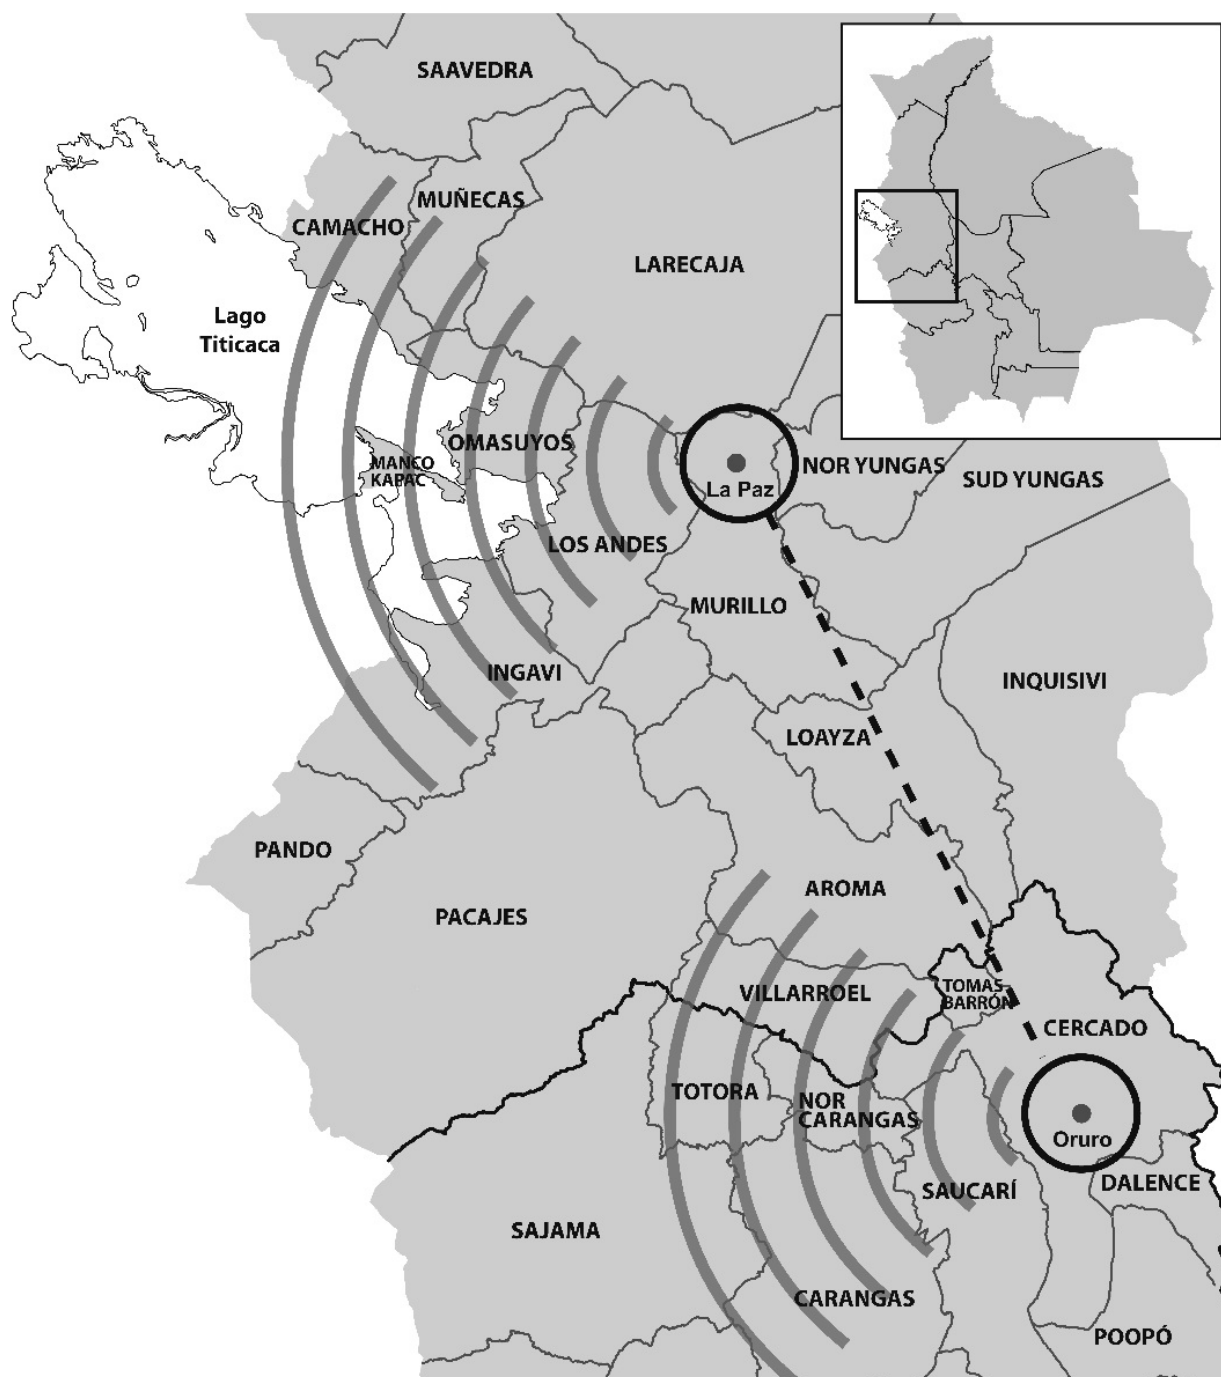 SAAVEDRA
MUÑECAS
CAMACHO
LARECAJA
Lago
Titicaca
OMASUYOS
MANCO
KAPAC
NOR YUNGAS
SUD YUNGAS
La Paz
LOS ANDES
MURILLO
INGAVI
INQUISIVI
LOAYZA
PANDO
AROMA
PACAJES
VILLARROEL
TOMAS
BARRÓN
CERCADO
TOTORA
NOR
CARANGAS
Oruro
SAUCARÍ
DALENCE
SAJAMA
CARANGAS
POOPÓ